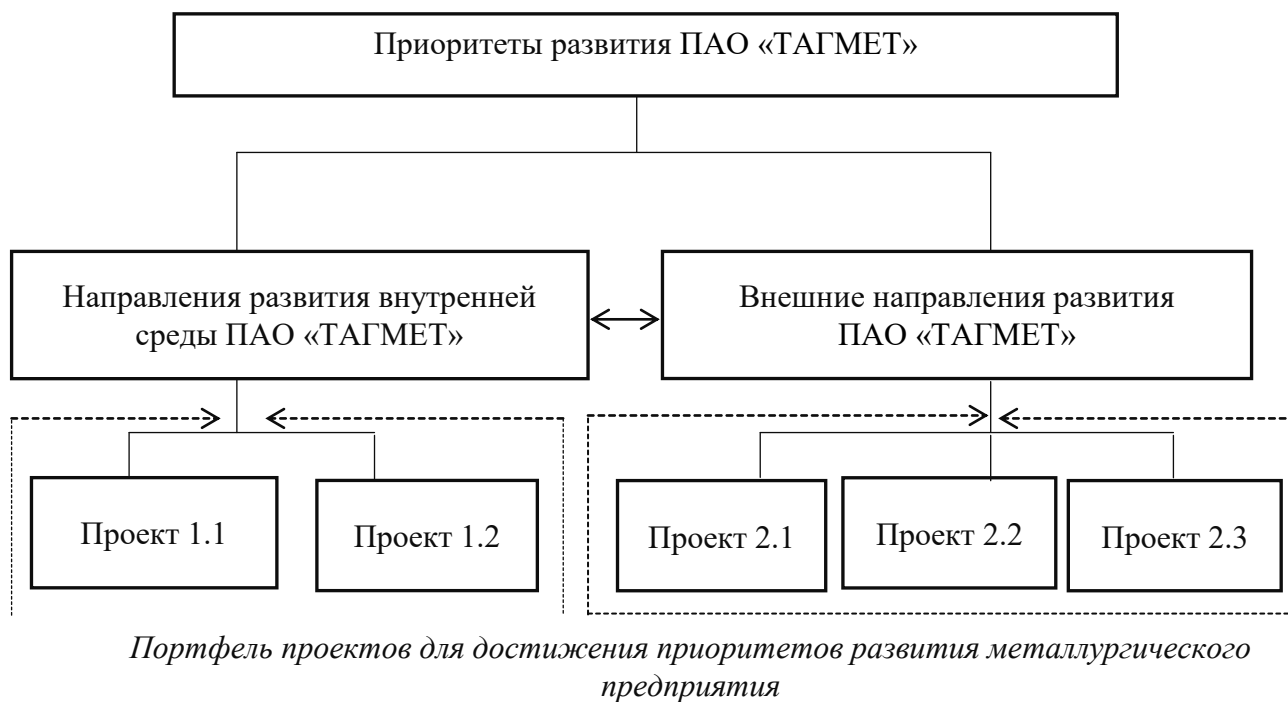 Приоритеты развития ПАО «ТАГМЕТ»
Направления развития внутренней
среды ПАО «ТАГМЕТ»
Внешние направления развития
ПАО «ТАГМЕТ»
Проект 1.1
Проект 1.2
Проект 2.1
Проект 2.2
Проект 2.3
Портфель проектов для достижения приоритетов развития металлургического
предприятия